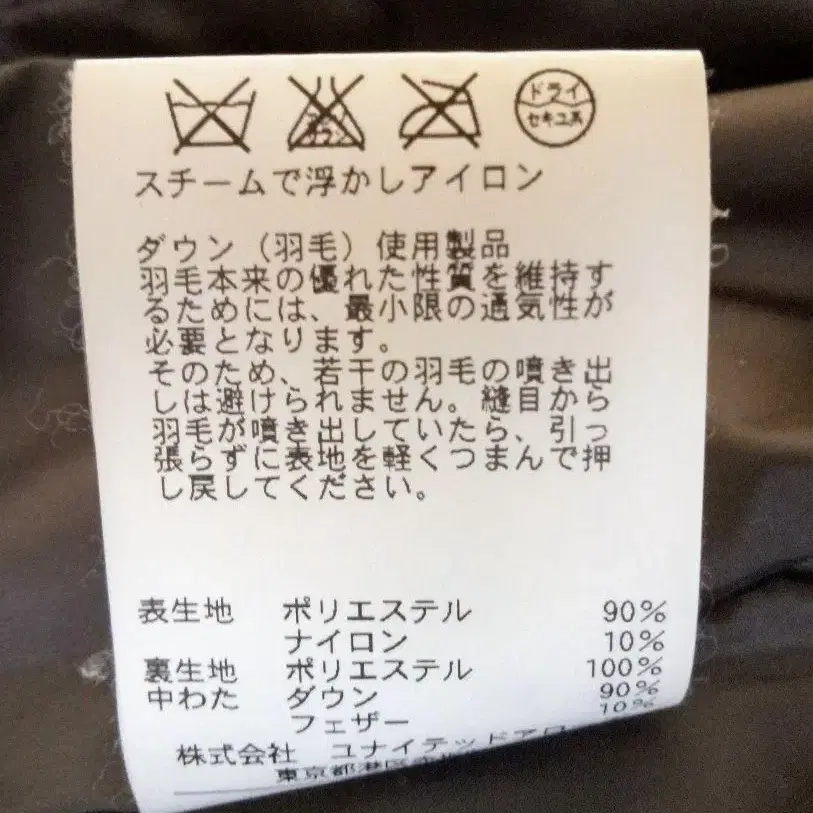 ドライ
セキユ系
スチームで浮かしアイロン
ダウン（羽毛）使用製品
羽毛本来の優れた性質を維持す
るためには、最小限の通気性が
必要となります。
そのため、若干の羽毛の噴き出
しは避けられません。縫目から
羽毛が噴き出していたら、引っ
張らずに表地を軽くつまんで押
し戻してください。
表生地 ポリエステル 90%
ナイロン 10%
裏生地 ポリエステル 100%
中わた ダウン 90%
フェザー 10%
株式会社 ユナイテッドアロ
東京都港区赤坂